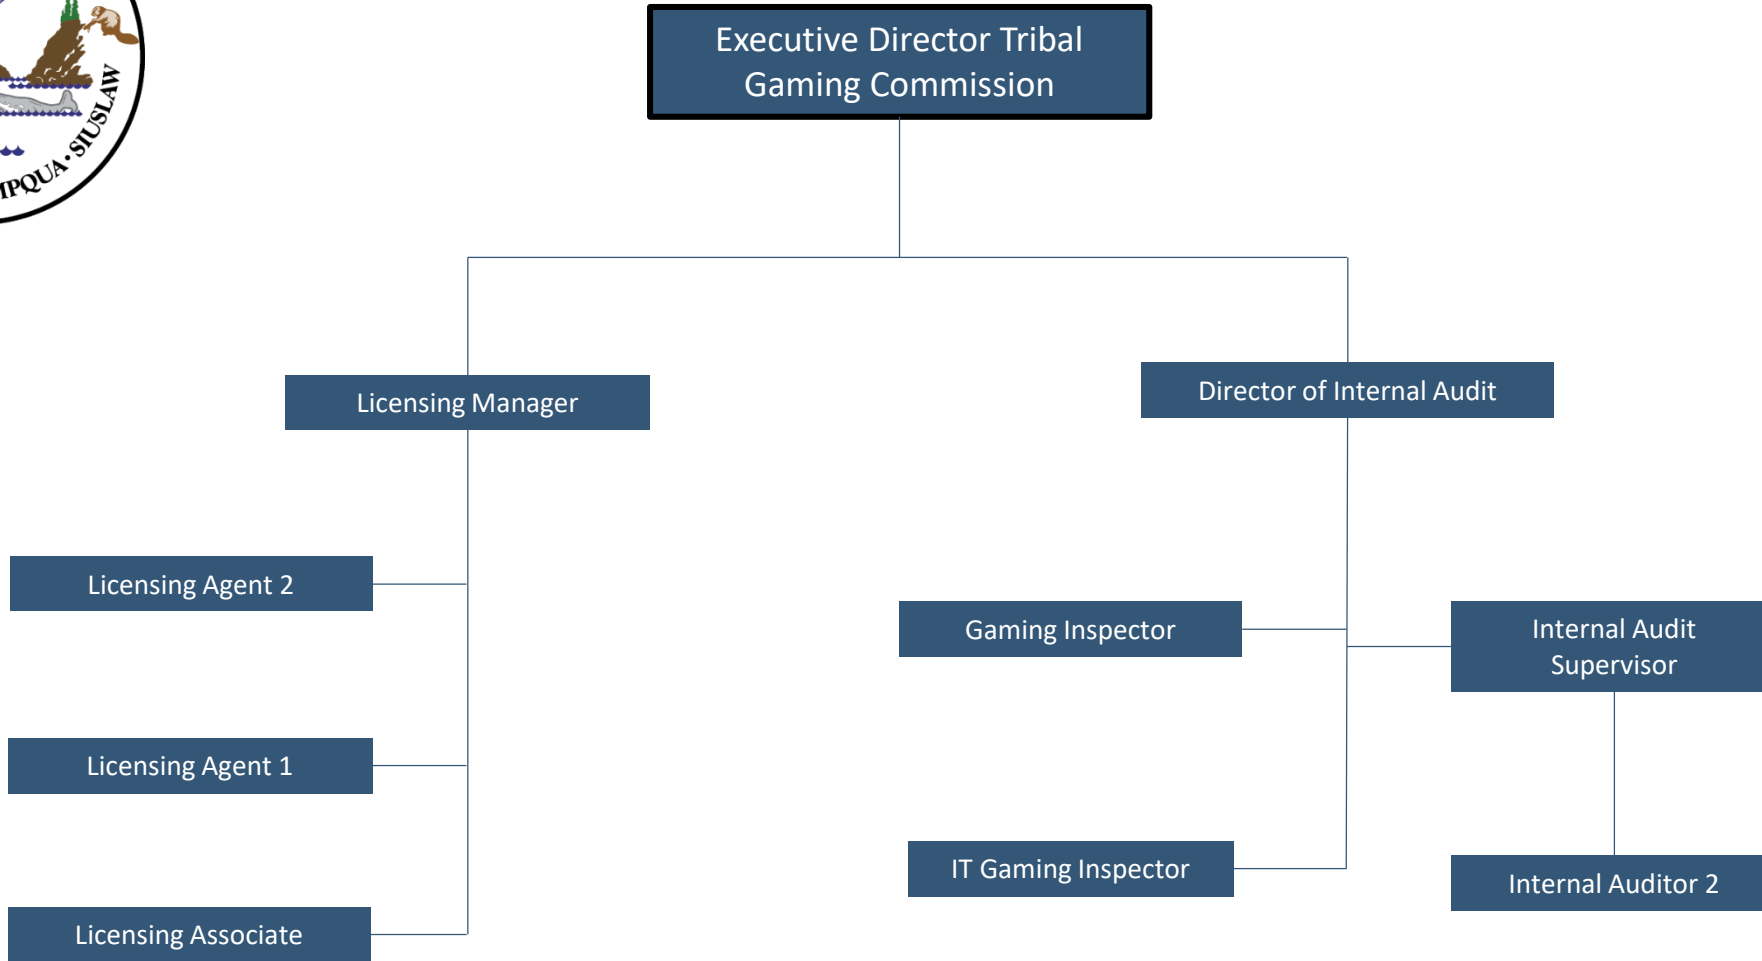 SIUSLAW
Executive Director Tribal
Gaming Commission
Licensing Manager
Director of Internal Audit
Licensing Agent 2
Gaming Inspector
Internal Audit
Supervisor
Licensing Agent 1
IT Gaming Inspector
Internal Auditor 2
Licensing Associate